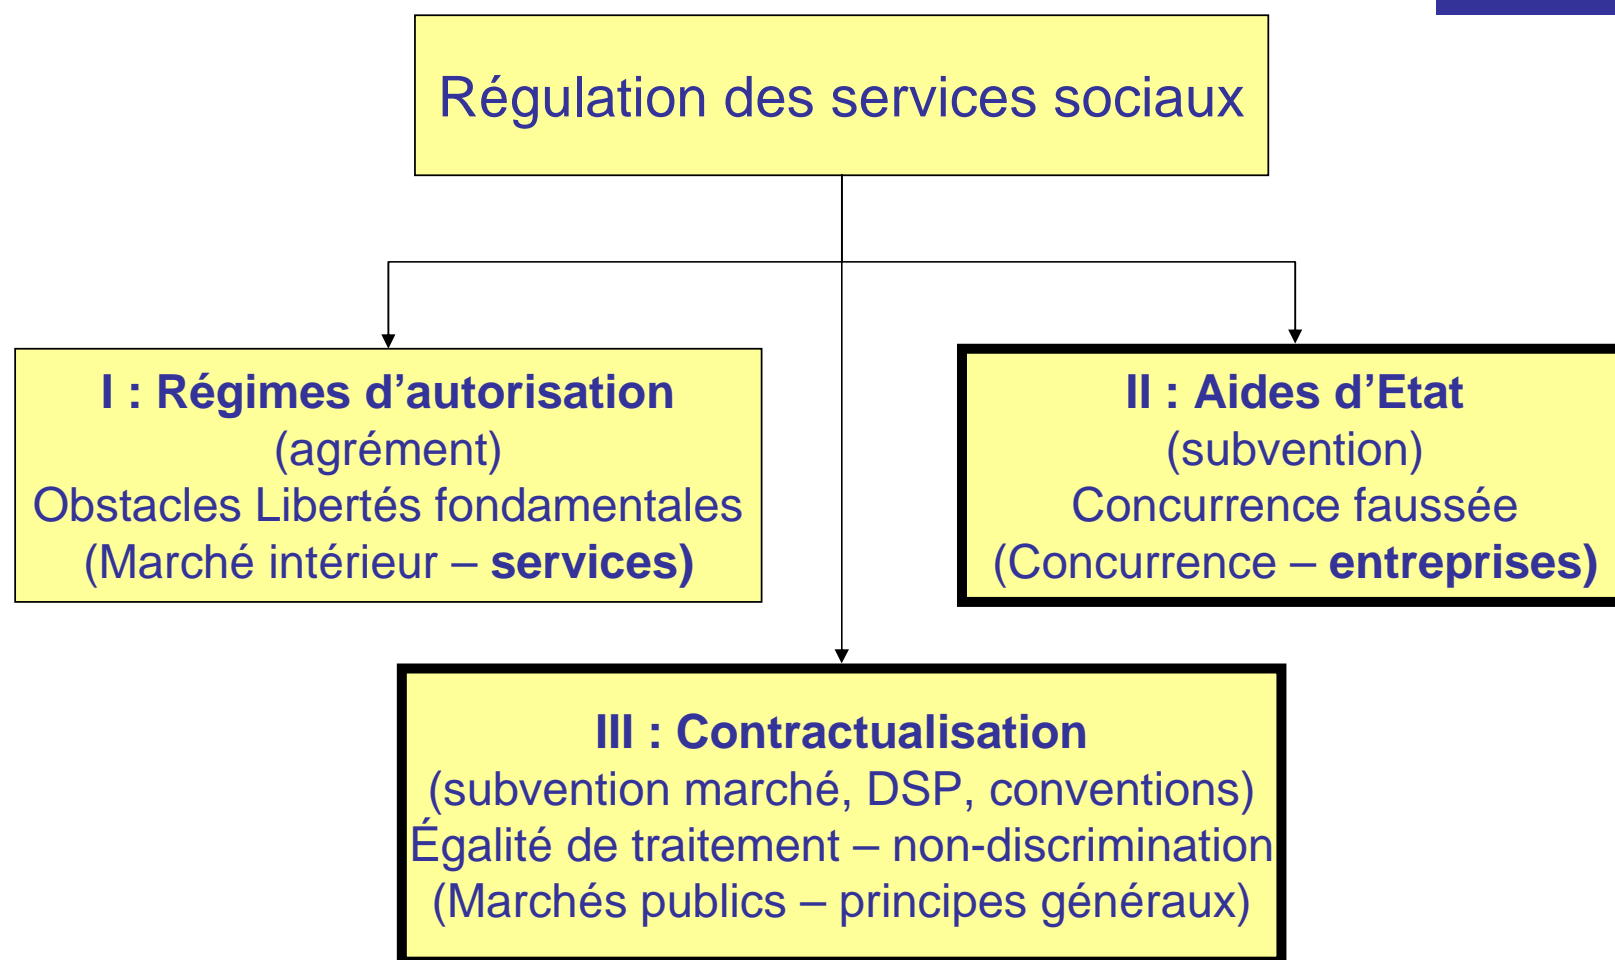 Régulation des services sociaux
I : Régimes d’autorisation
(agrément)
Obstacles Libertés fondamentales
(Marché intérieur – services)
II : Aides d’Etat
(subvention)
Concurrence faussée
(Concurrence – entreprises)
III : Contractualisation
(subvention marché, DSP, conventions)
Égalité de traitement – non-discrimination
(Marchés publics – principes généraux)